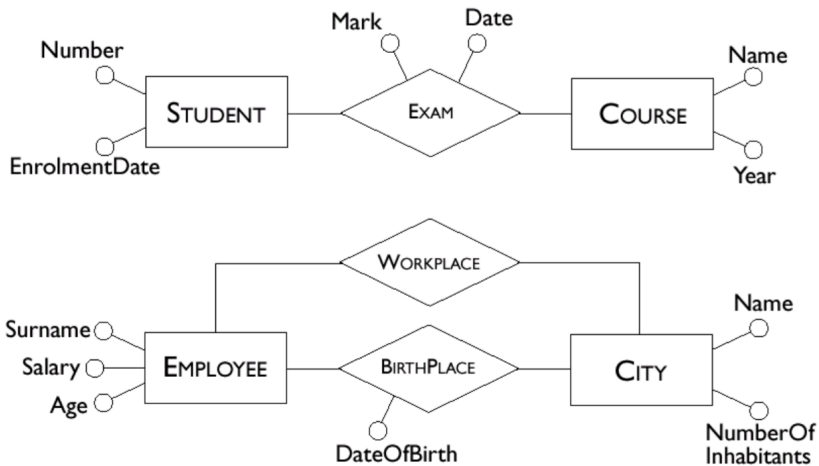 Mark
Date
Number
Name
STUDENT
EXAM
COURSE
EnrolmentDate
Year
WORKPLACE
Name
Surname
Salary
EMPLOYEE
BIRTHPLACE
CITY
Age
NumberOf
Inhabitants
DateOfBirth